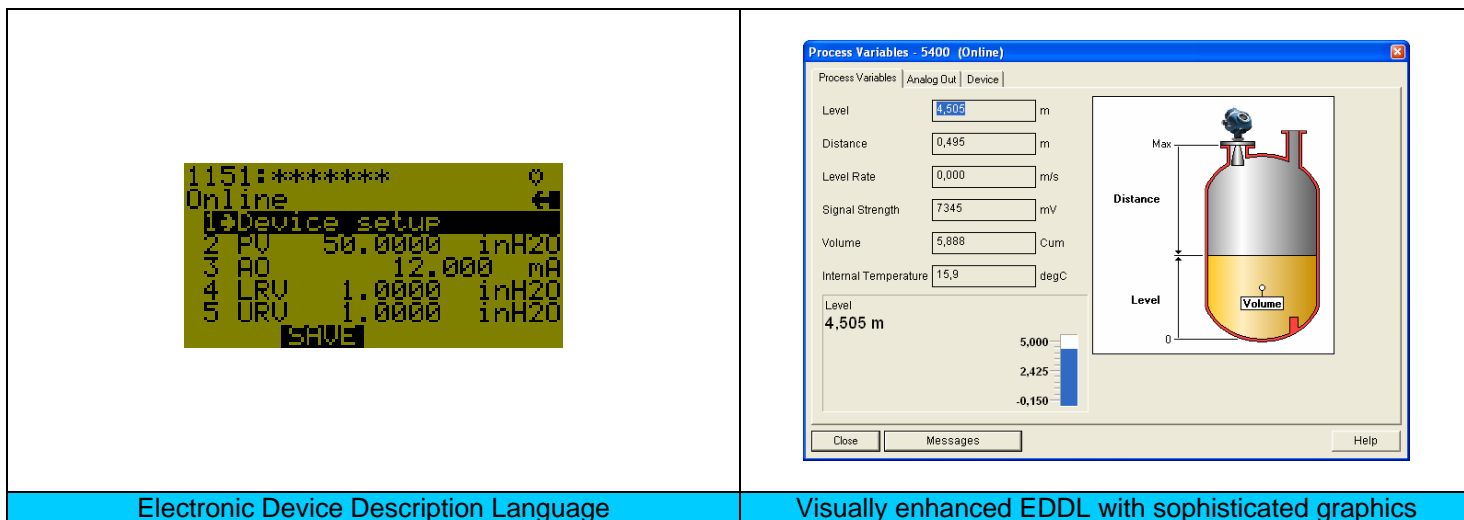 1151:*******
Online
1→Device setup
2 PV 50.0000 inH2O
3 AO 12.000 mA
4 LRV 1.0000 inH2O
5 URV 1.0000 inH2O
SAVE
Electronic Device Description Language
Process Variables - 5400 (Online)
Process Variables Analog Out Device
Level 4,505 m
Distance 0,495 m
Level Rate 0,000 m/s
Signal Strength 7345 mV
Volume 5,888 Cum
Internal Temperature 15,9 degC
Level
4,505 m
5,000
2,425
-0,150
Max
Distance
Level
Volume
0
Close Messages Help
Visually enhanced EDDL with sophisticated graphics